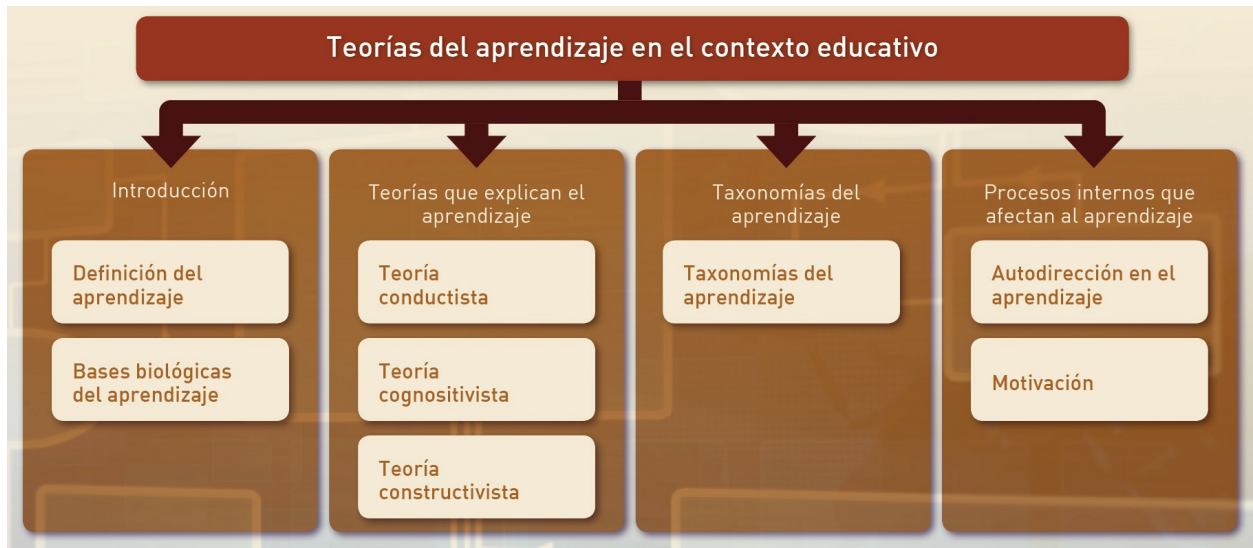 Teorías del aprendizaje en el contexto educativo
Introducción
Definición del
aprendizaje
Bases biológicas
del aprendizaje
Teorías que explican el
aprendizaje
Teoría
conductista
Teoría
cognositivista
Teoría
constructivista
Taxonomías del
aprendizaje
Taxonomías del
aprendizaje
Procesos internos que
afectan al aprendizaje
Autodirección en el
aprendizaje
Motivación